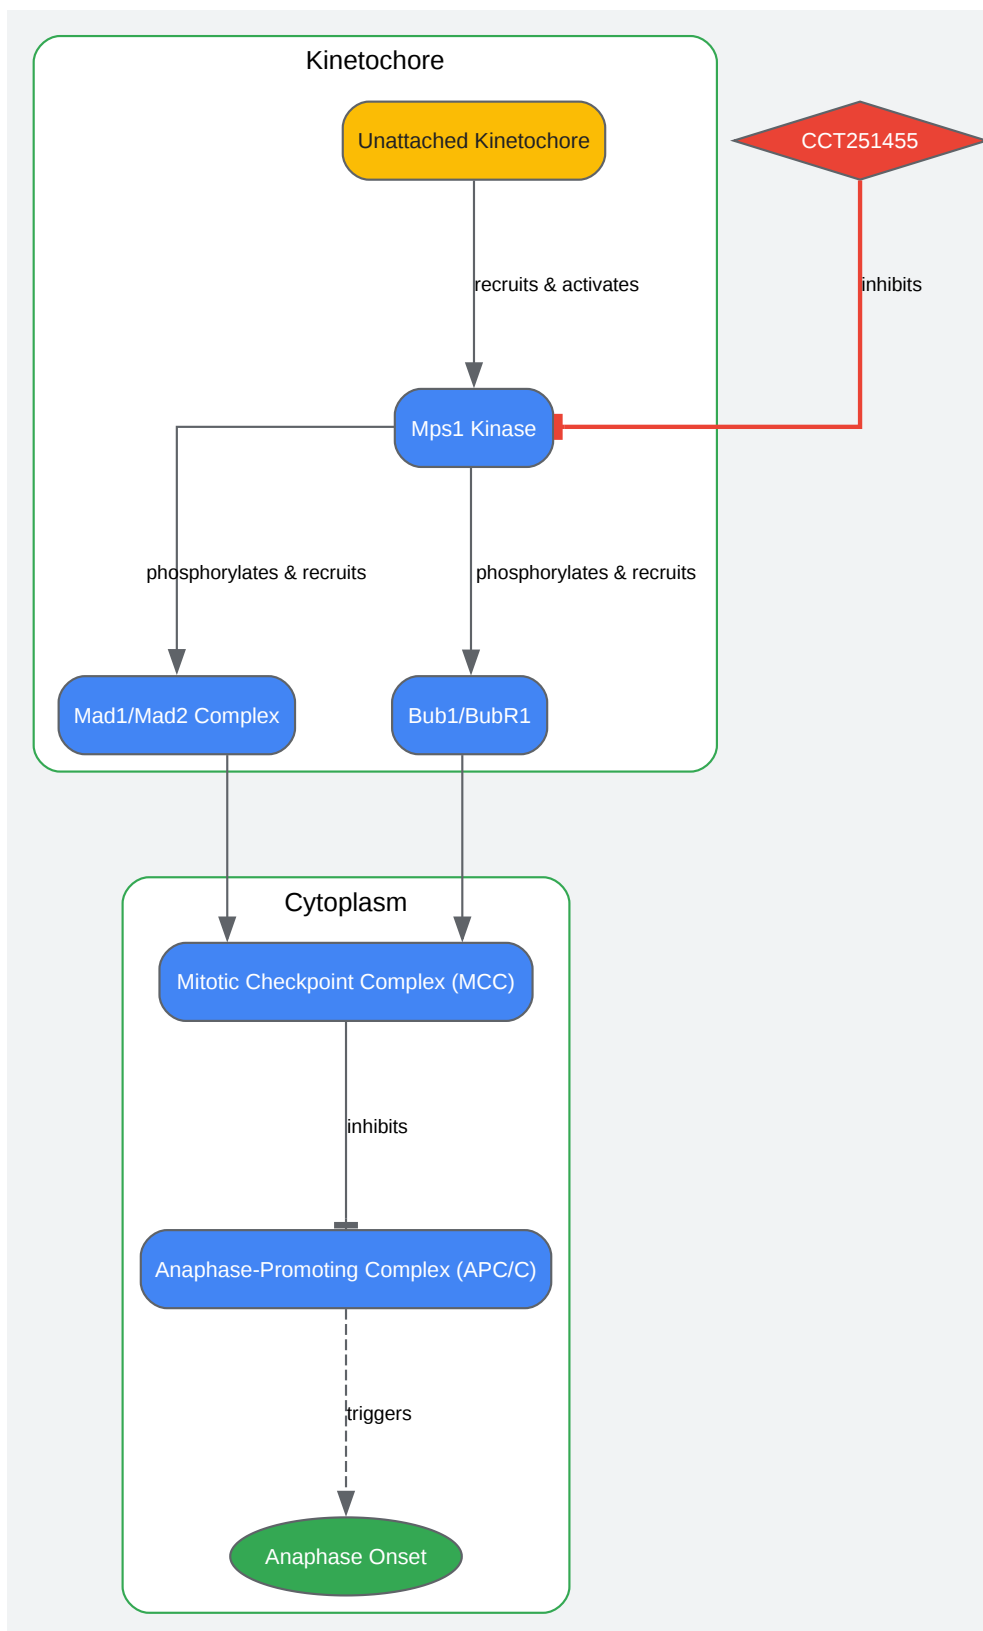 Kinetochore
Unattached Kinetochore
CCT251455
recruits & activates
inhibits
Mps1 Kinase
phosphorylates & recruits
phosphorylates & recruits
Mad1/Mad2 Complex
Bub1/BubR1
Cytoplasm
Mitotic Checkpoint Complex (MCC)
inhibits
Anaphase-Promoting Complex (APC/C)
triggers
Anaphase Onset